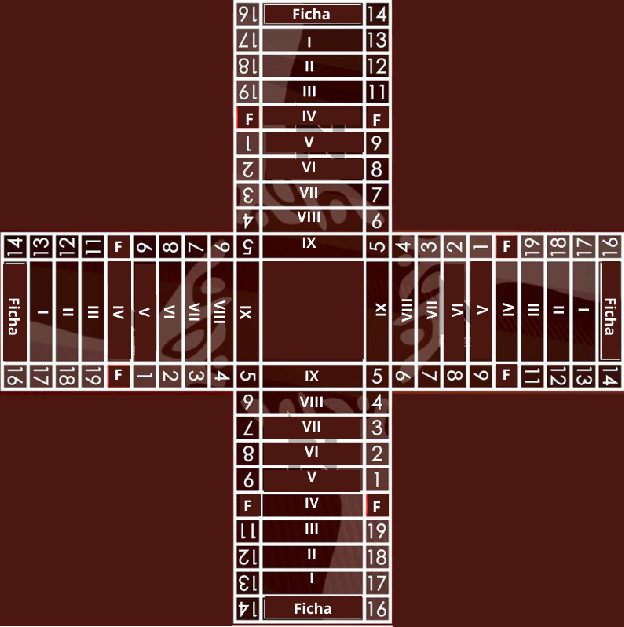 16 Ficha 14
17 I 13
18 II 12
19 III 11
F IV F
1 V 9
2 VI 8
3 VII 7
4 VIII 6
14 13 12 11 F 9 8 7 6 5 IX 5 4 3 2 1 F 19 18 17 16
Ficha I II III IV V VI VII VIII IX IX VIII VII VI V IV III II I Ficha
16 17 18 19 F 1 2 3 4 5 IX 5 6 7 8 9 F 11 12 13 14
6 VIII 4
7 VII 3
8 VI 2
9 V 1
F IV F
11 III 19
12 II 18
13 I 17
14 Ficha 16